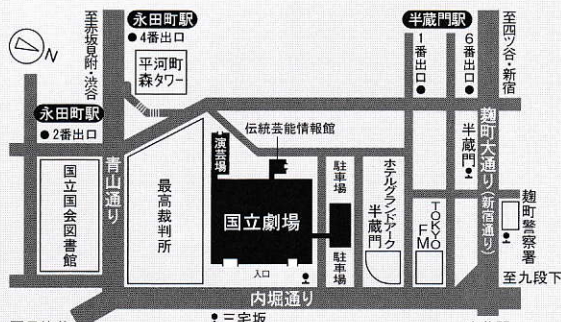 至赤坂見附・渋谷
永田町駅
4番出口
平河町
森タワー
半蔵門駅
1番出口
6番出口
至四ツ谷・新宿
N
永田町駅
2番出口
伝統芸能情報館
演芸場
半蔵門
麹町大通り(新宿通り)
青山通り
国立国会図書館
最高裁判所
国立劇場
駐車場
ホテルグランドアーク
半蔵門
TOKYO
FM
麹町警察署
入口
駐車場
至九段下
内堀通り
三宅坂